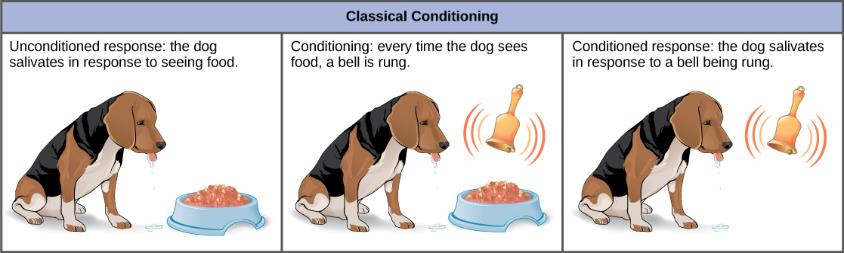 Classical Conditioning
Unconditioned response: the dog
salivates in response to seeing food.
Conditioning: every time the dog sees
food, a bell is rung.
Conditioned response: the dog salivates
in response to a bell being rung.